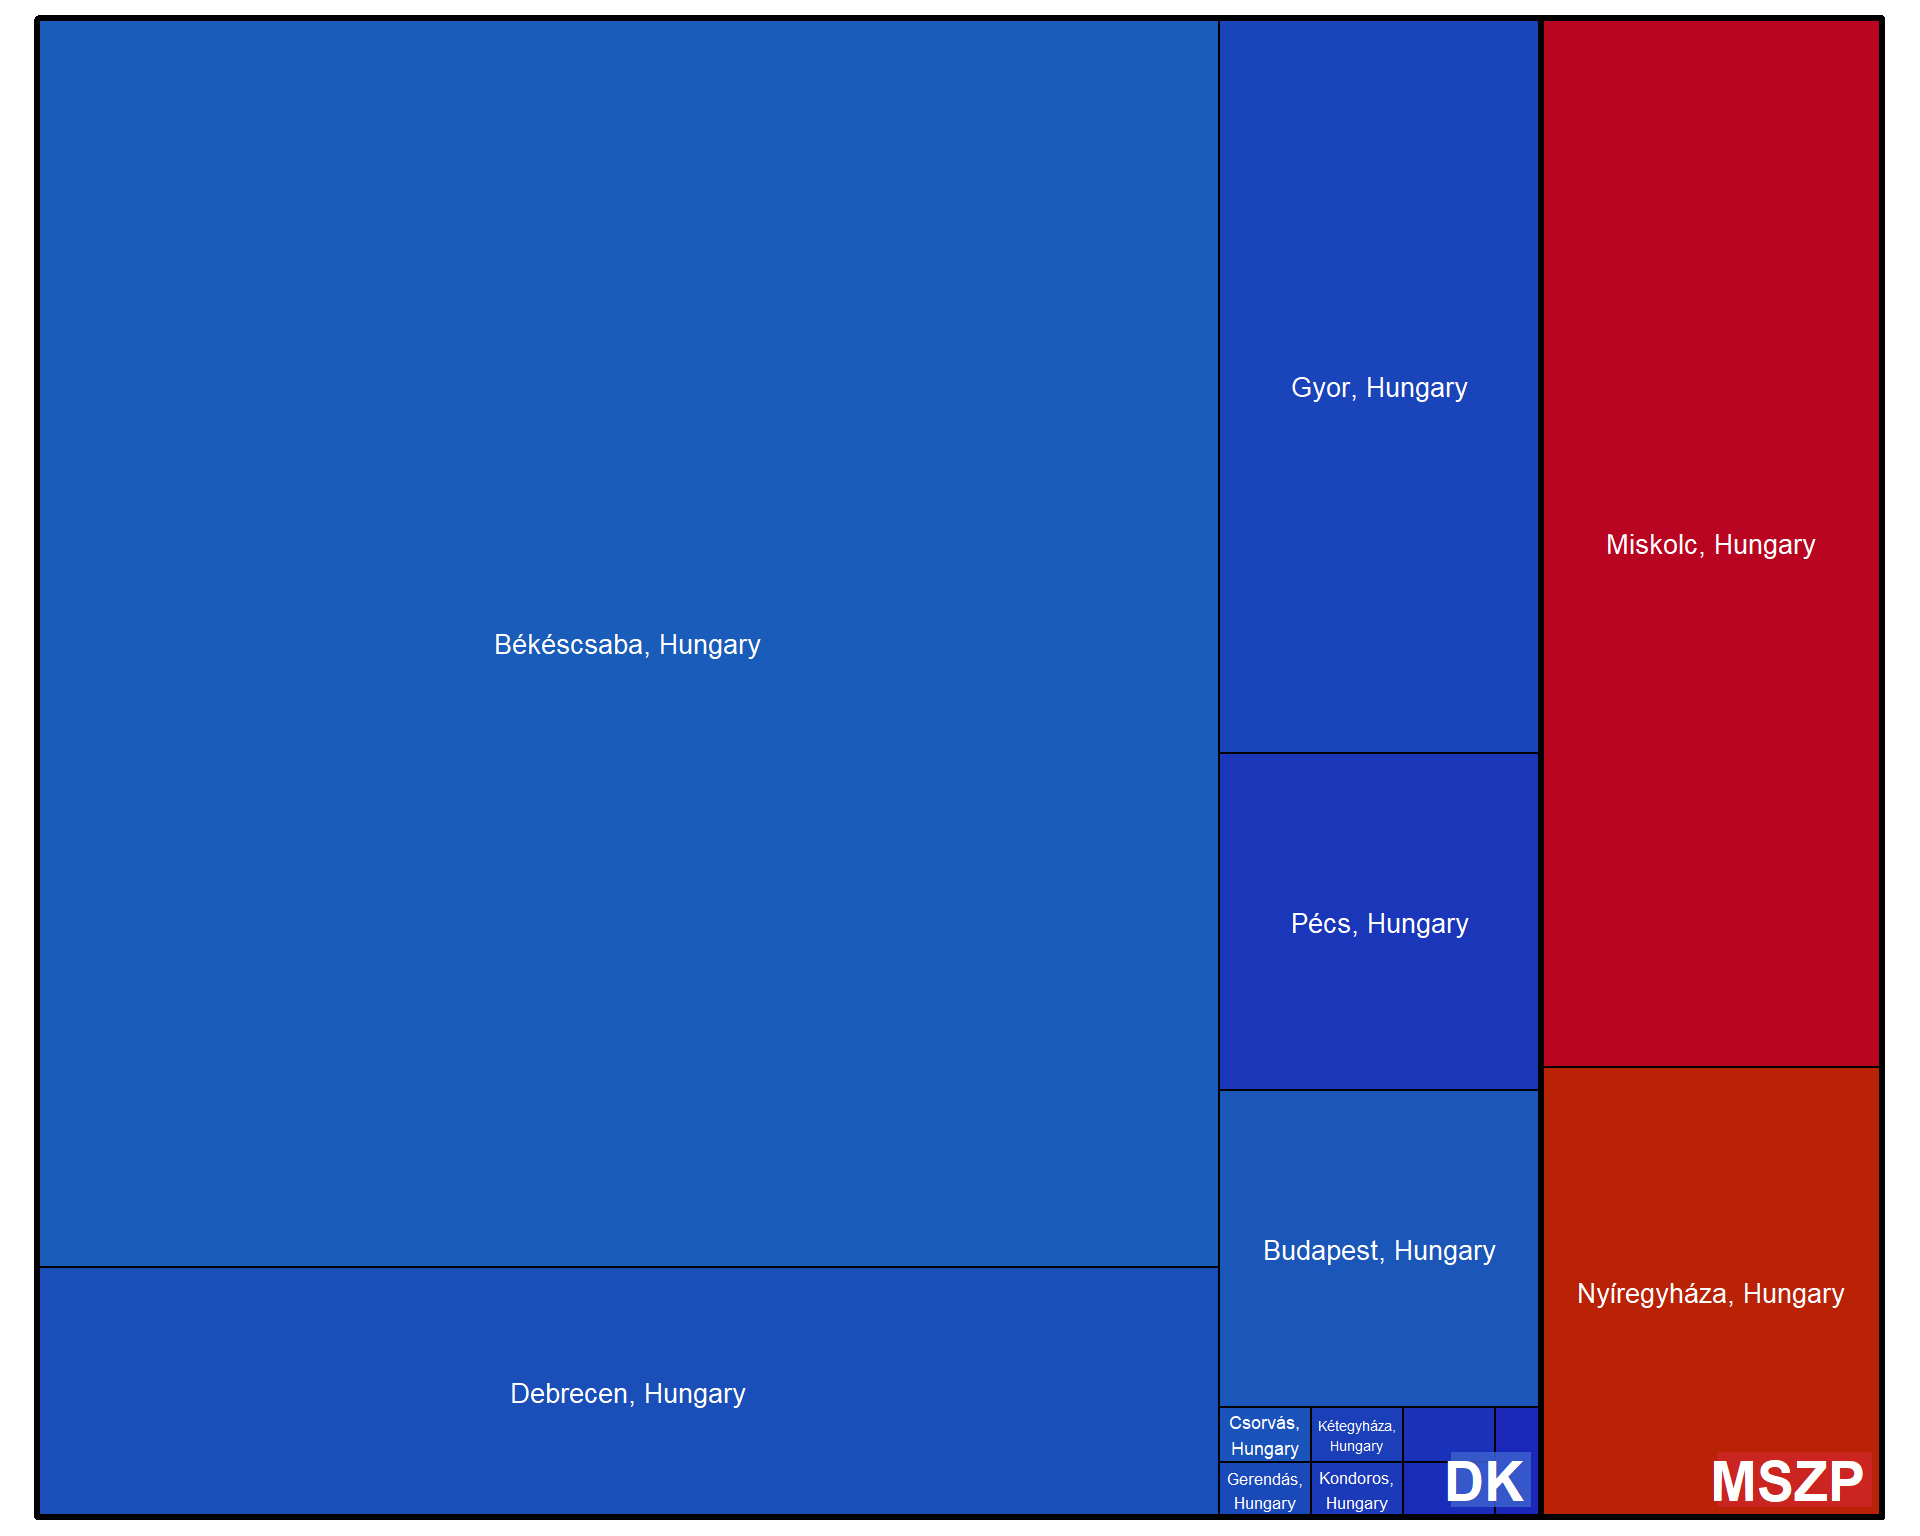 Békéscsaba, Hungary
Debrecen, Hungary
Gyor, Hungary
Pécs, Hungary
Budapest, Hungary
Csorvás,
Hungary
Kétegyháza,
Hungary
Gerendás,
Hungary
Kondoros,
Hungary
DK
Miskolc, Hungary
Nyíregyháza, Hungary
MSZP